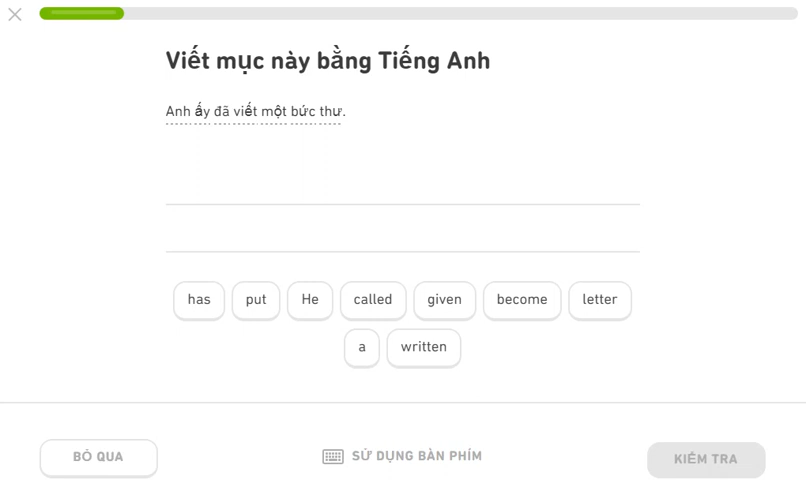 Viết mục này bằng Tiếng Anh
Anh ấy đã viết một bức thư.
has put He called given become letter
a written
BỎ QUA SỬ DỤNG BÀN PHÍM KIỂM TRA